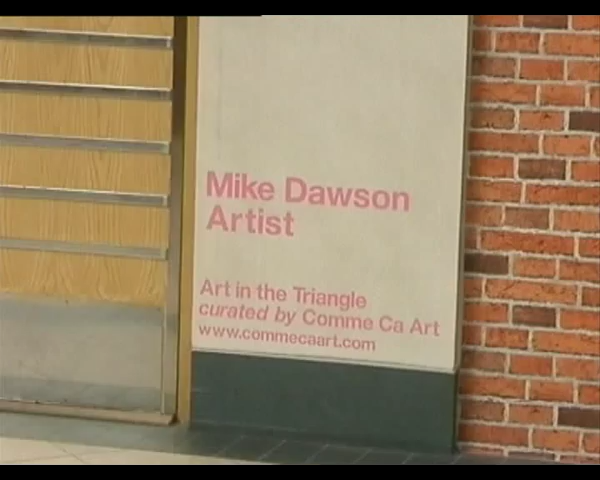 Mike Dawson
Artist
Art in the Triangle
curated by Comme Ca Art
www.commecaart.com